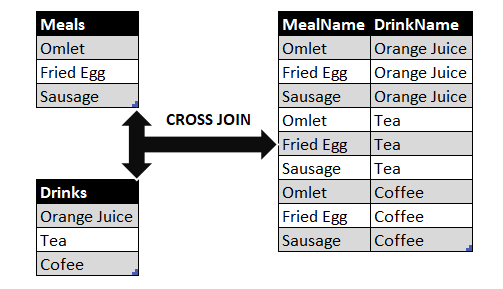 Meals
Omlet
Fried Egg
Sausage
CROSS JOIN
Drinks
Orange Juice
Tea
Cofee
MealName DrinkName
Omlet Orange Juice
Fried Egg Orange Juice
Sausage Orange Juice
Omlet Tea
Fried Egg Tea
Sausage Tea
Omlet Coffee
Fried Egg Coffee
Sausage Coffee